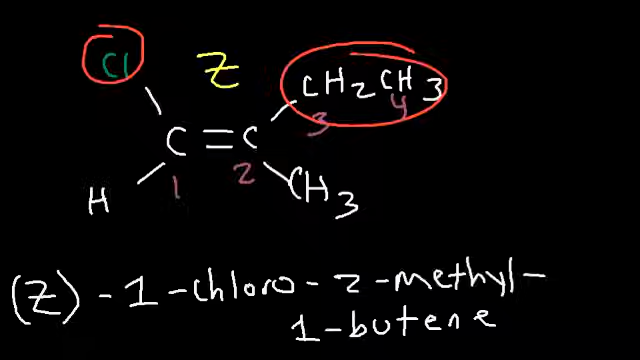 Cl Z CH2CH3
3 4
C = C
1 2
H CH3
(Z) - 1 - chloro - 2 - methyl -
1 - butene